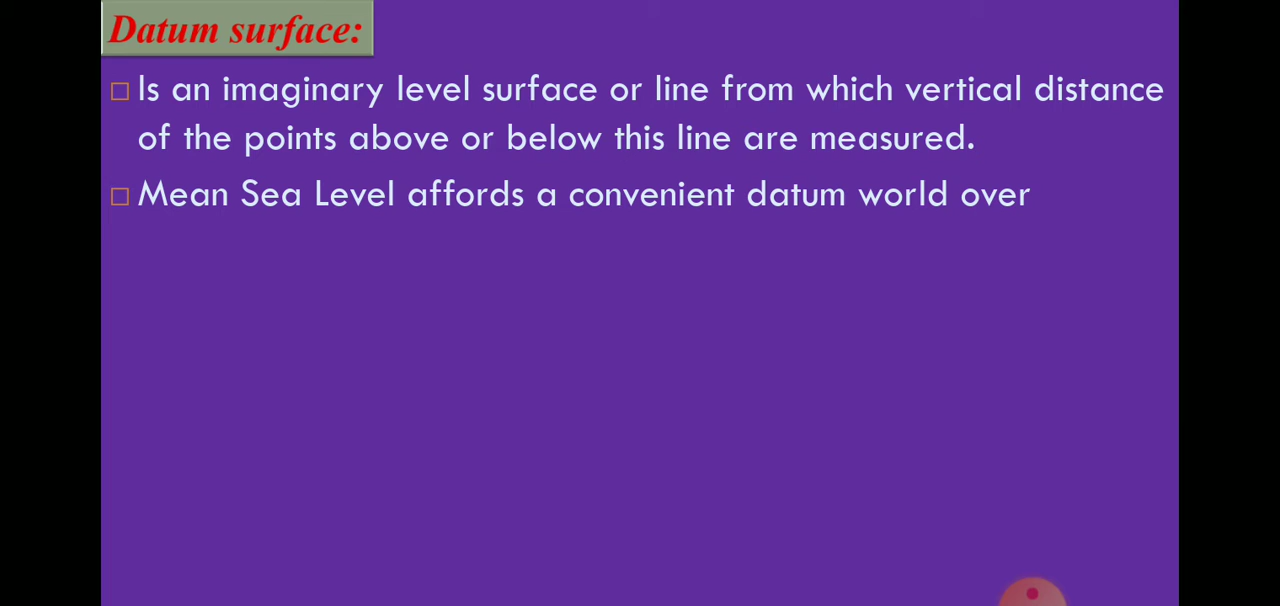 Datum surface:
Is an imaginary level surface or line from which vertical distance
of the points above or below this line are measured.
Mean Sea Level affords a convenient datum world over